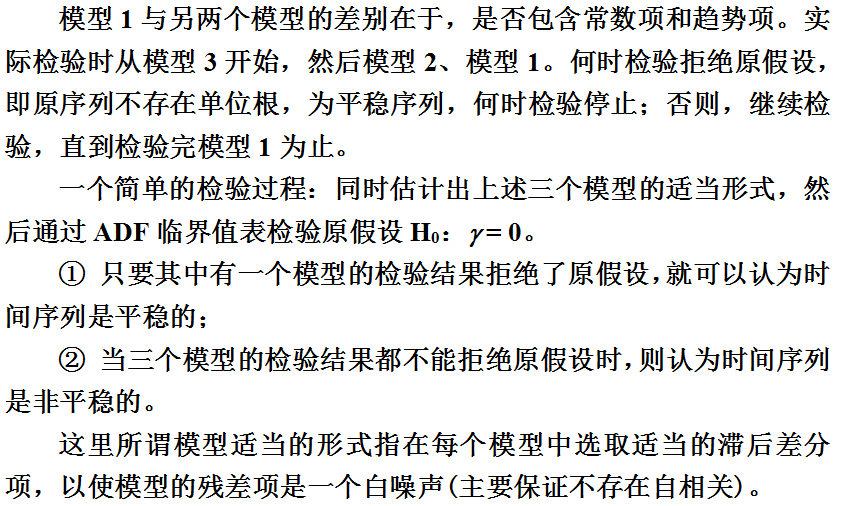 模型 1 与另两个模型的差别在于，是否包含常数项和趋势项。实
际检验时从模型 3 开始，然后模型 2、模型 1。何时检验拒绝原假设，
即原序列不存在单位根，为平稳序列，何时检验停止；否则，继续检
验，直到检验完模型 1 为止。
一个简单的检验过程：同时估计出上述三个模型的适当形式，然
后通过 ADF 临界值表检验原假设 H₀：γ = 0。
① 只要其中有一个模型的检验结果拒绝了原假设，就可以认为时
间序列是平稳的；
② 当三个模型的检验结果都不能拒绝原假设时，则认为时间序列
是非平稳的。
这里所谓模型适当的形式指在每个模型中选取适当的滞后差分
项，以使模型的残差项是一个白噪声(主要保证不存在自相关)。